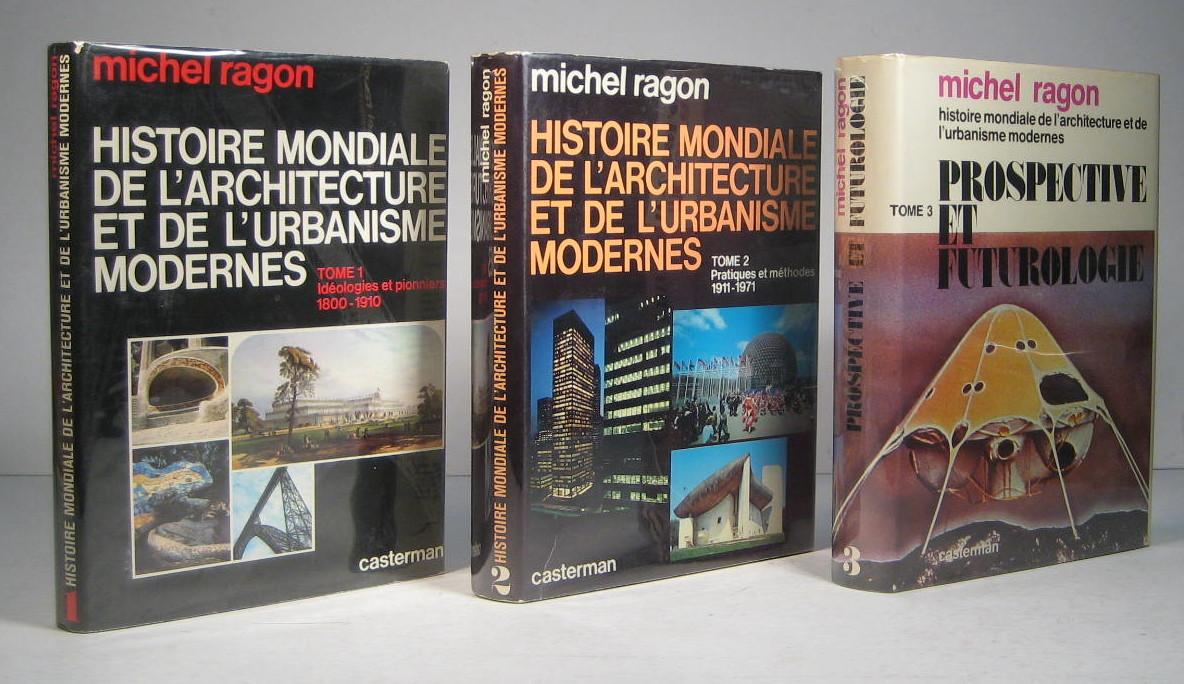 michel ragon
HISTOIRE MONDIALE DE L'ARCHITECTURE ET DE L'URBANISME MODERNES
1
michel ragon
HISTOIRE MONDIALE
DE L'ARCHITECTURE
ET DE L'URBANISME
MODERNES
TOME 1
Idéologies et pionniers
1800-1910
casterman
michel ragon
HISTOIRE MONDIALE DE L'ARCHITECTURE ET DE L'URBANISME MODERNES
2
michel ragon
HISTOIRE MONDIALE
DE L'ARCHITECTURE
ET DE L'URBANISME
MODERNES
TOME 2
Pratiques et méthodes
1911-1971
casterman
michel ragon
PROSPECTIVE ET FUTUROLOGIE
3
michel ragon
histoire mondiale de l'architecture et de
l'urbanisme modernes
TOME 3
PROSPECTIVE
ET
FUTUROLOGIE
casterman